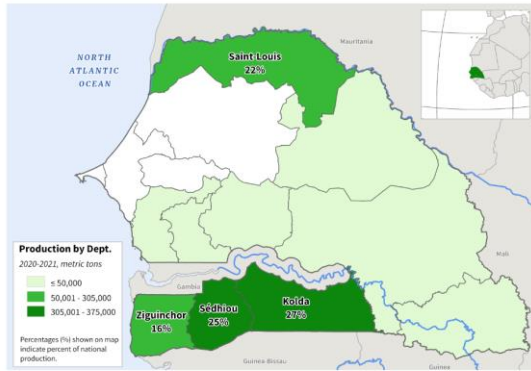 NORTH
ATLANTIC
OCEAN
Mauritania
Saint Louis
22%
Mali
Gambia
Ziguinchor
16%
Sédhiou
25%
Koîda
27%
Guinea-Bissau
Guinee
Production by Dept.
2020-2021, metric tons
≤ 50,000
50,001 - 305,000
305,001 - 375,000
Percentages (%) shown on map
indicate percent of national
production.